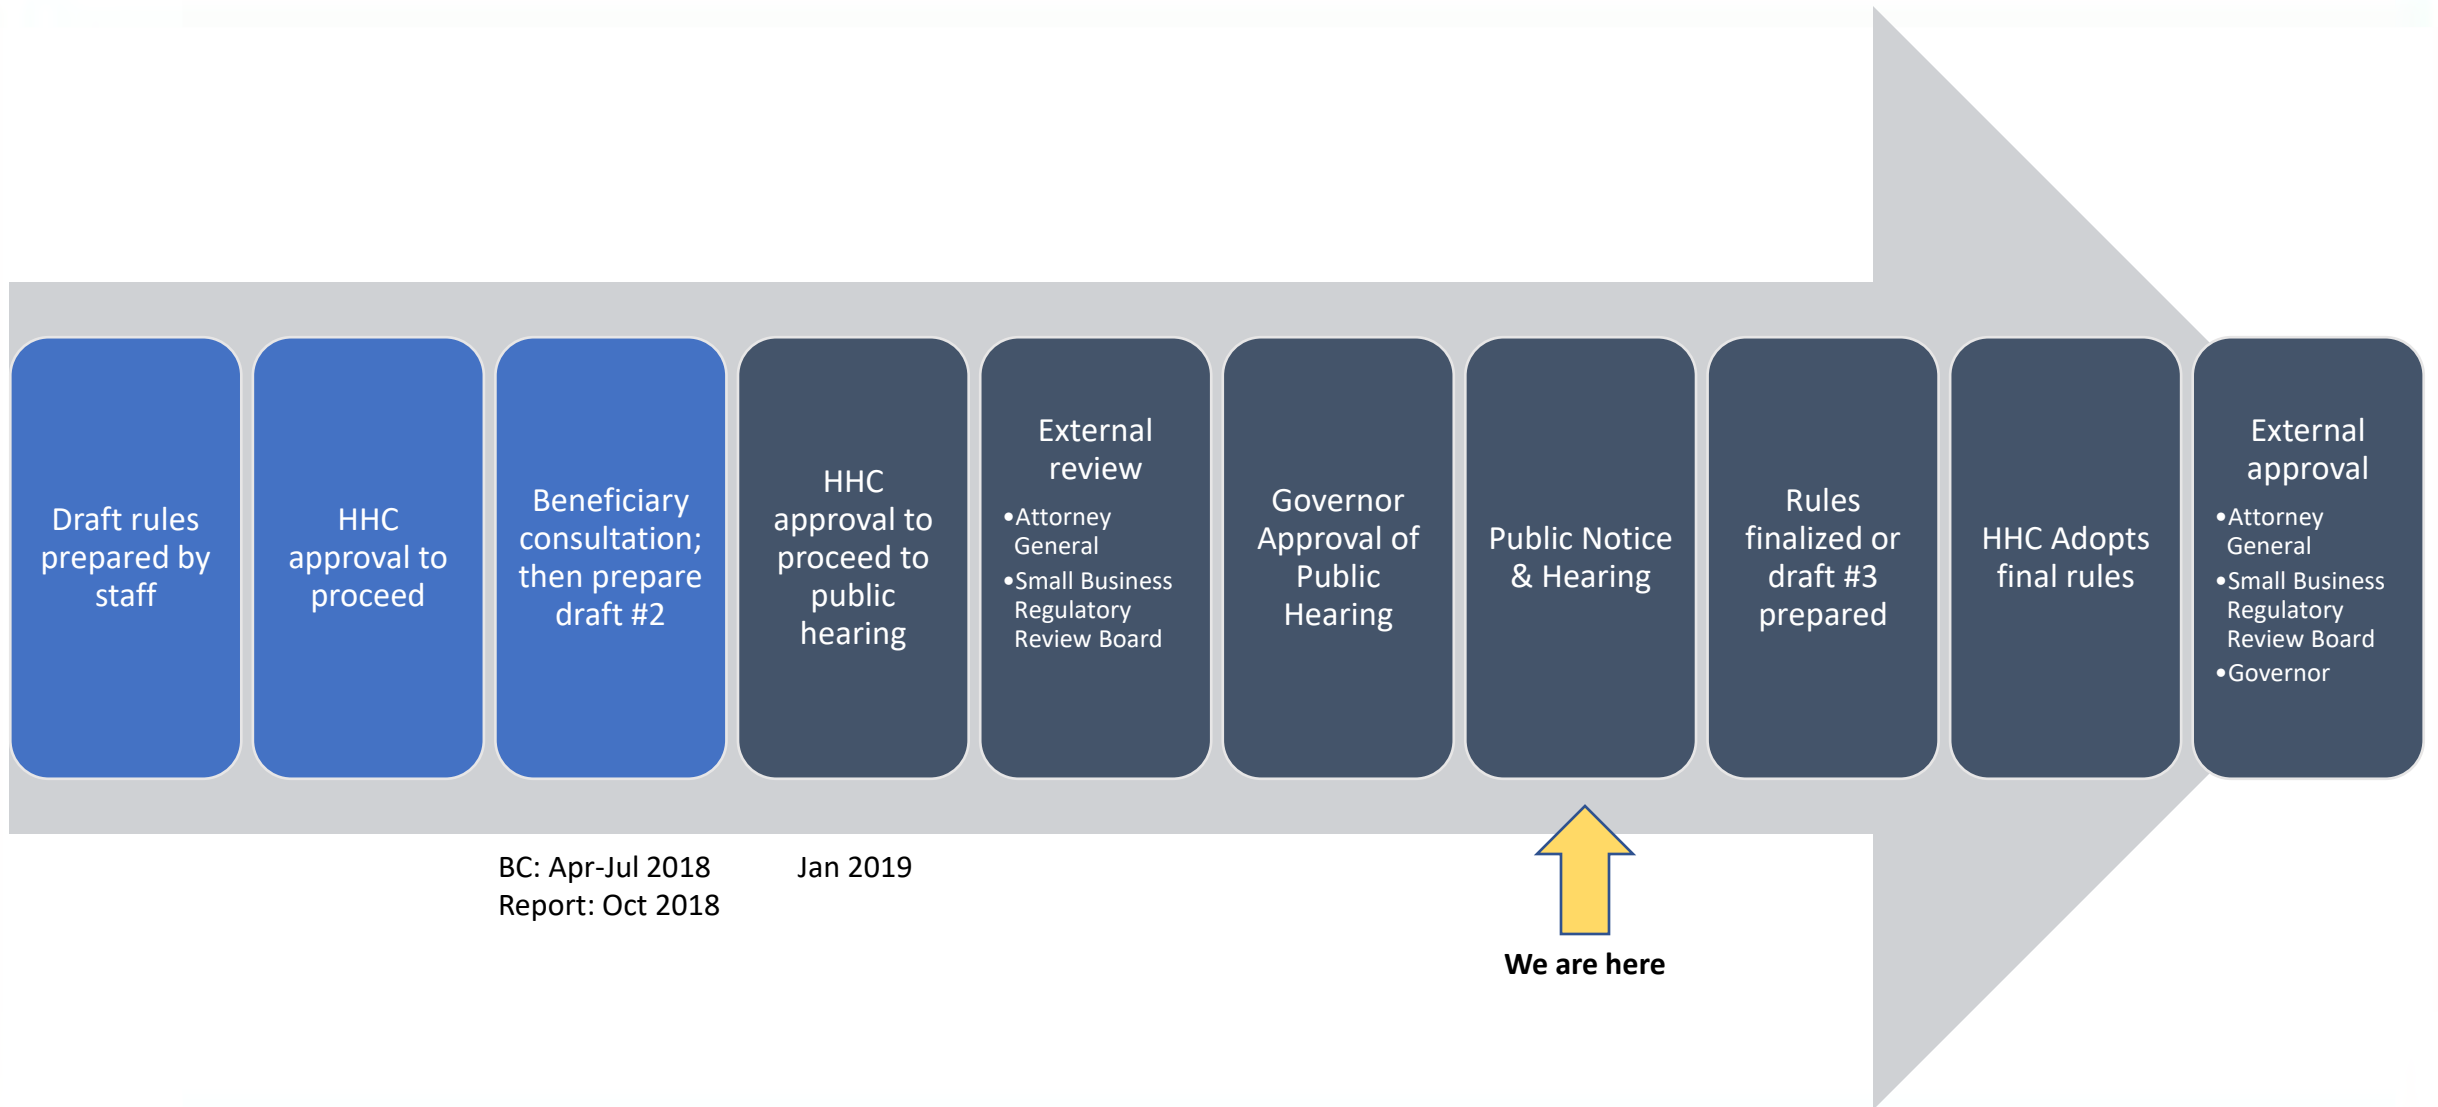 Draft rules
prepared by
staff
HHC
approval to
proceed
Beneficiary
consultation;
then prepare
draft #2
HHC
approval to
proceed to
public
hearing
External
review
•Attorney
General
•Small Business
Regulatory
Review Board
Governor
Approval of
Public
Hearing
Public Notice
& Hearing
Rules
finalized or
draft #3
prepared
HHC Adopts
final rules
External
approval
•Attorney
General
•Small Business
Regulatory
Review Board
•Governor
BC: Apr-Jul 2018
Report: Oct 2018
Jan 2019
We are here